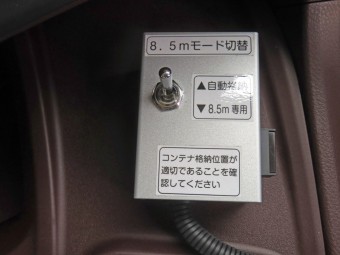 8.5mモード切替
▲自動格納
▼8.5m専用
コンテナ格納位置が
適切であることを確
認してください